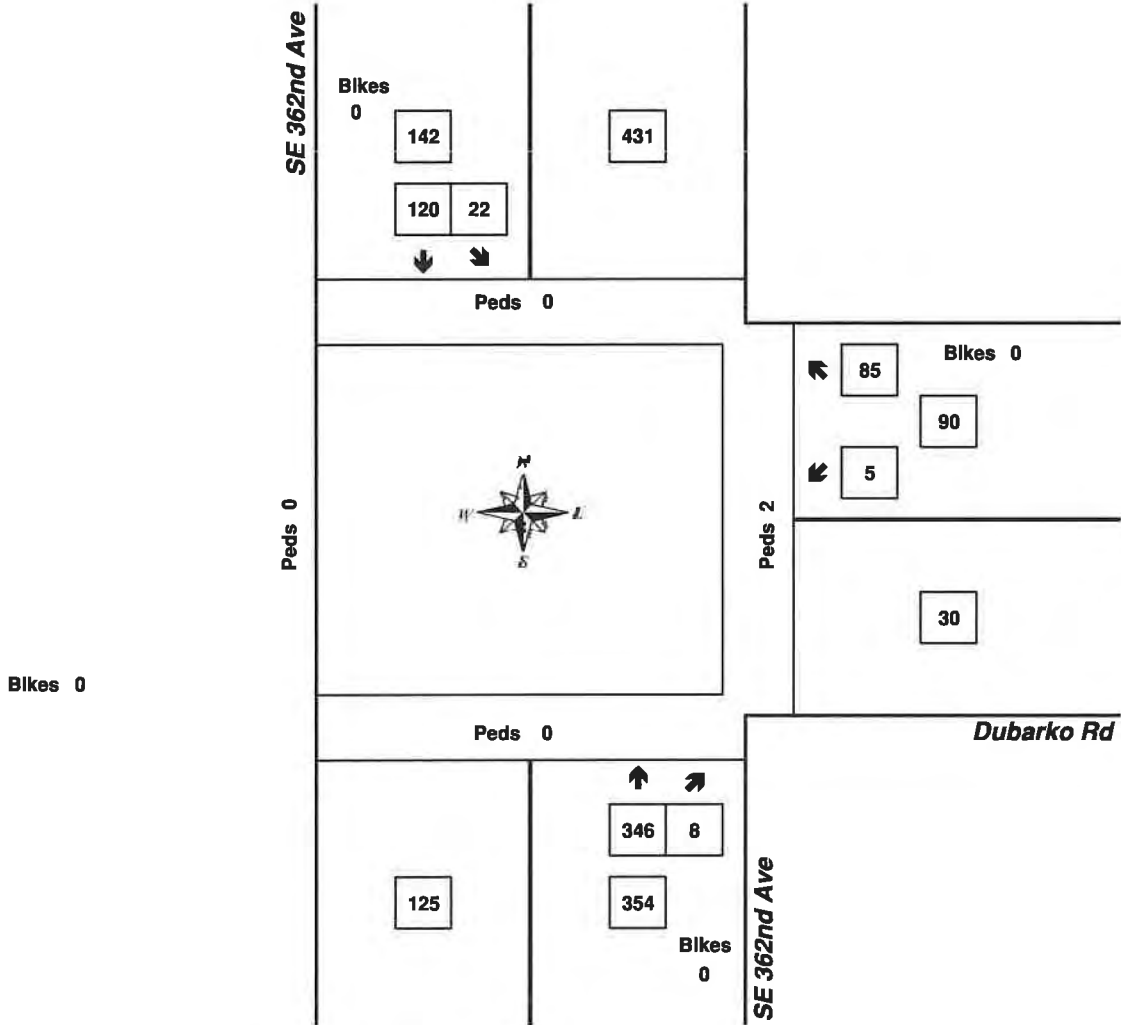 SE 362nd Ave
Bikes
0
142
431
120 22
Peds 0
85
Bikes 0
90
5
N
W E
S
Peds 0
Peds 2
30
Bikes 0
Peds 0
Dubarko Rd
346 8
125
354
Bikes
0
SE 362nd Ave